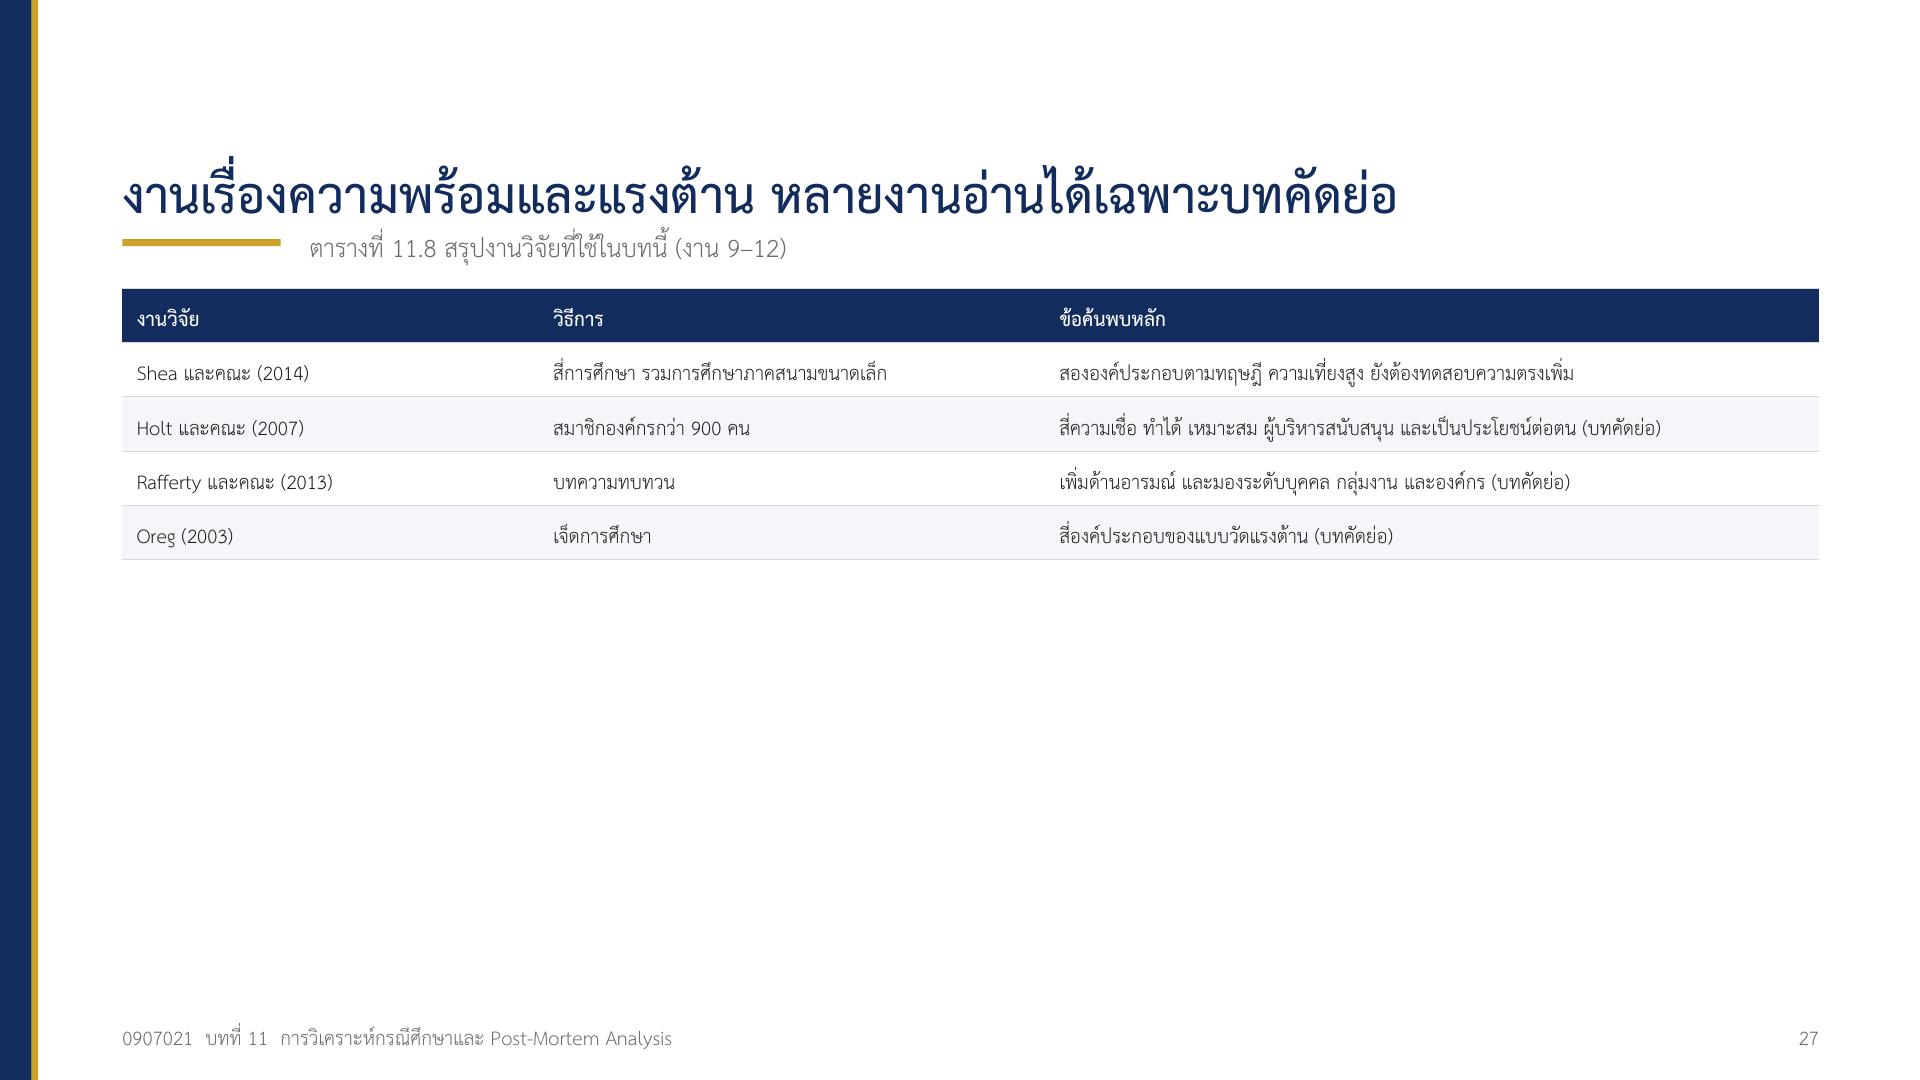 งานเรื่องความพร้อมและแรงต้าน หลายงานอ่านได้เฉพาะบทคัดย่อ
ตารางที่ 11.8 สรุปงานวิจัยที่ใช้ในบทนี้ (งาน 9–12)
งานวิจัย วิธีการ ข้อค้นพบหลัก
Shea และคณะ (2014) สี่การศึกษา รวมการศึกษาภาคสนามขนาดเล็ก สององค์ประกอบตามทฤษฎี ความเที่ยงสูง ยังต้องทดสอบความตรงเพิ่ม
Holt และคณะ (2007) สมาชิกองค์กรกว่า 900 คน สี่ความเชื่อ ทำได้ เหมาะสม ผู้บริหารสนับสนุน และเป็นประโยชน์ต่อตน (บทคัดย่อ)
Rafferty และคณะ (2013) บทความทบทวน เพิ่มด้านอารมณ์ และมองระดับบุคคล กลุ่มงาน และองค์กร (บทคัดย่อ)
Oreg (2003) เจ็ดการศึกษา สี่องค์ประกอบของแบบวัดแรงต้าน (บทคัดย่อ)
0907021 บทที่ 11 การวิเคราะห์กรณีศึกษาและ Post-Mortem Analysis 27